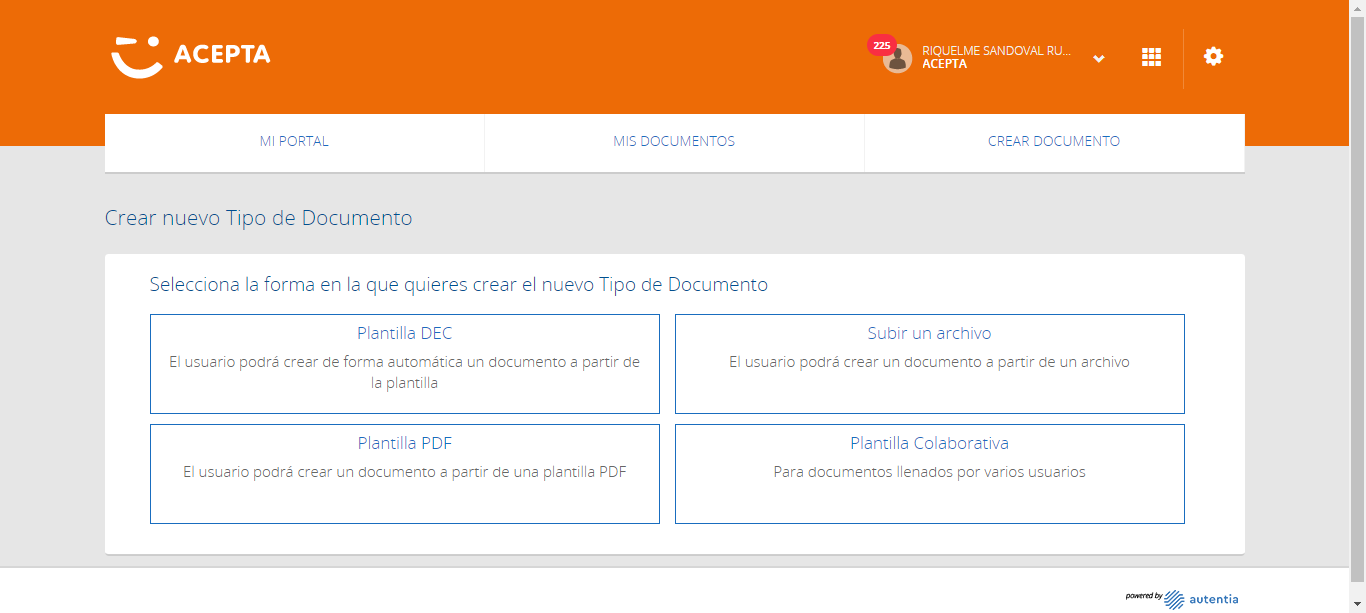 ACEPTA
225
RIQUELME SANDOVAL RU...
ACEPTA
MI PORTAL
MIS DOCUMENTOS
CREAR DOCUMENTO
Crear nuevo Tipo de Documento
Selecciona la forma en la que quieres crear el nuevo Tipo de Documento
Plantilla DEC
El usuario podrá crear de forma automática un documento a partir de
la plantilla
Subir un archivo
El usuario podrá crear un documento a partir de un archivo
Plantilla PDF
El usuario podrá crear un documento a partir de una plantilla PDF
Plantilla Colaborativa
Para documentos llenados por varios usuarios
powered by autentia